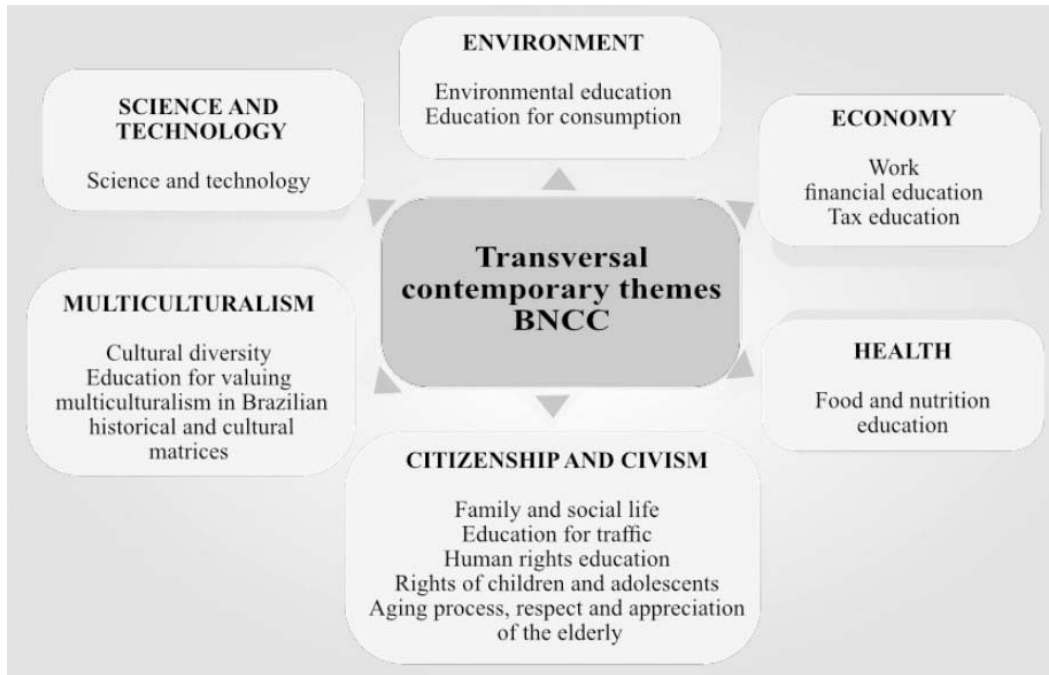 ENVIRONMENT
Environmental education
Education for consumption
SCIENCE AND
TECHNOLOGY
Science and technology
ECONOMY
Work
financial education
Tax education
Transversal
contemporary themes
BNCC
MULTICULTURALISM
Cultural diversity
Education for valuing
multiculturalism in Brazilian
historical and cultural
matrices
HEALTH
Food and nutrition
education
CITIZENSHIP AND CIVISM
Family and social life
Education for traffic
Human rights education
Rights of children and adolescents
Aging process, respect and appreciation
of the elderly